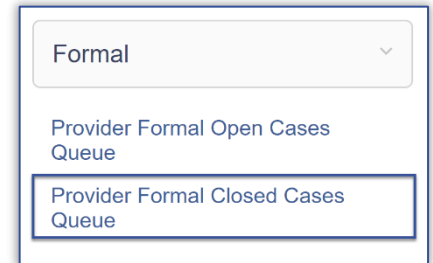 Formal
Provider Formal Open Cases
Queue
Provider Formal Closed Cases
Queue